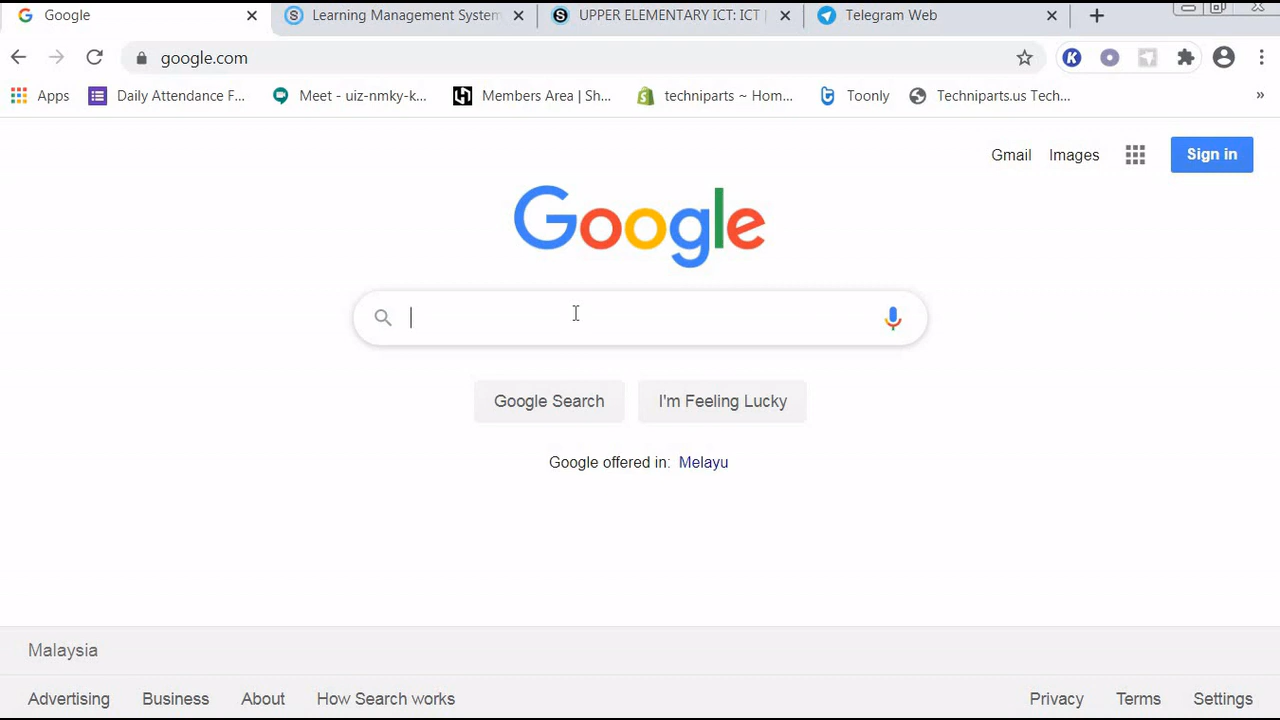 Google
Learning Management System
UPPER ELEMENTARY ICT: ICT
Telegram Web
google.com
K
Apps
Daily Attendance F...
Meet - uiz-nmky-k...
Members Area | Sh...
techniparts ~ Hom...
Toonly
Techniparts.us Tech...
»
Gmail
Images
Sign in
Google
Google Search
I'm Feeling Lucky
Google offered in: Melayu
Malaysia
Advertising
Business
About
How Search works
Privacy
Terms
Settings